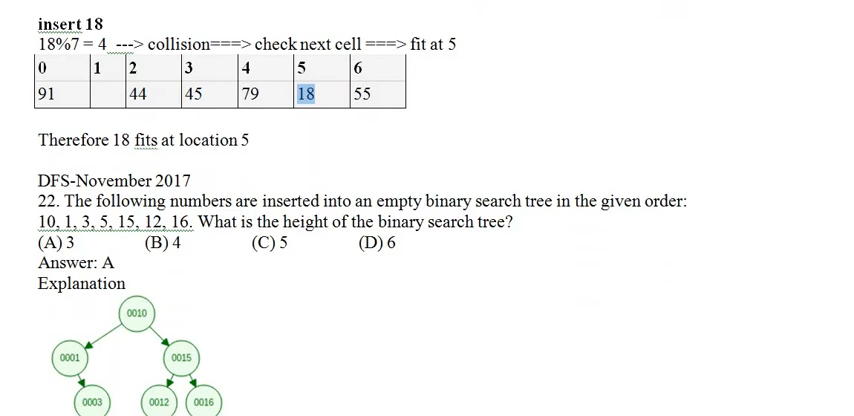 insert 18
18%7 = 4 ---> collision===> check next cell ===> fit at 5
0 1 2 3 4 5 6
91 44 45 79 18 55
Therefore 18 fits at location 5
DFS-November 2017
22. The following numbers are inserted into an empty binary search tree in the given order:
10, 1, 3, 5, 15, 12, 16. What is the height of the binary search tree?
(A) 3 (B) 4 (C) 5 (D) 6
Answer: A
Explanation
0010
0001 0015
0003 0012 0016